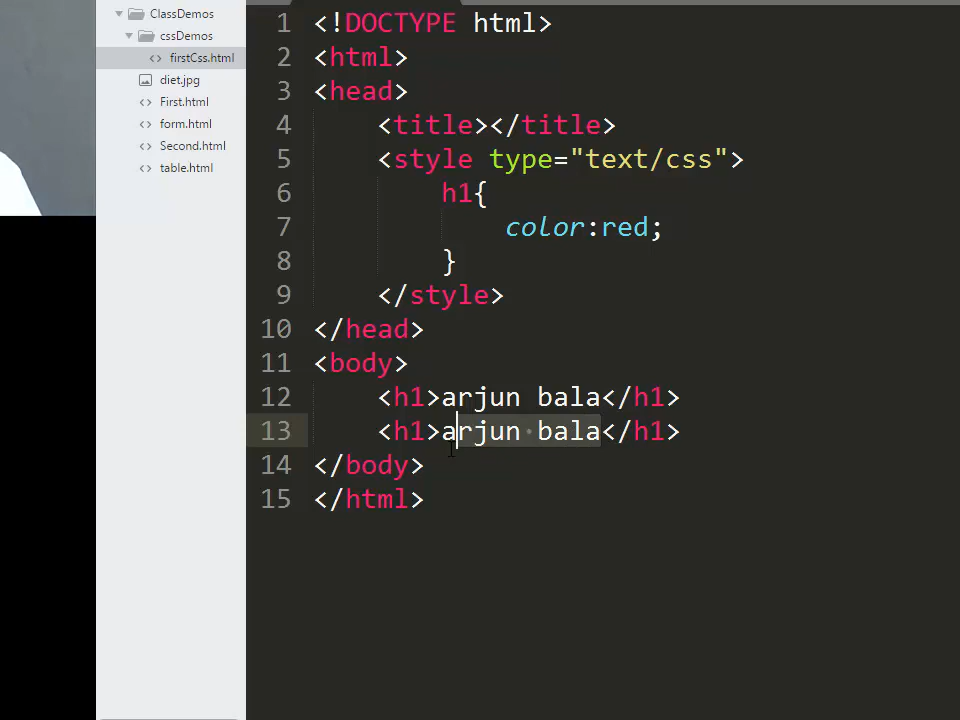 ClassDemos
cssDemos
firstCss.html
diet.jpg
First.html
form.html
Second.html
table.html
1 <!DOCTYPE html>
2 <html>
3 <head>
4 <title></title>
5 <style type="text/css">
6 h1{
7 color:red;
8 }
9 </style>
10 </head>
11 <body>
12 <h1>arjun bala</h1>
13 <h1>arjun bala</h1>
14 </body>
15 </html>